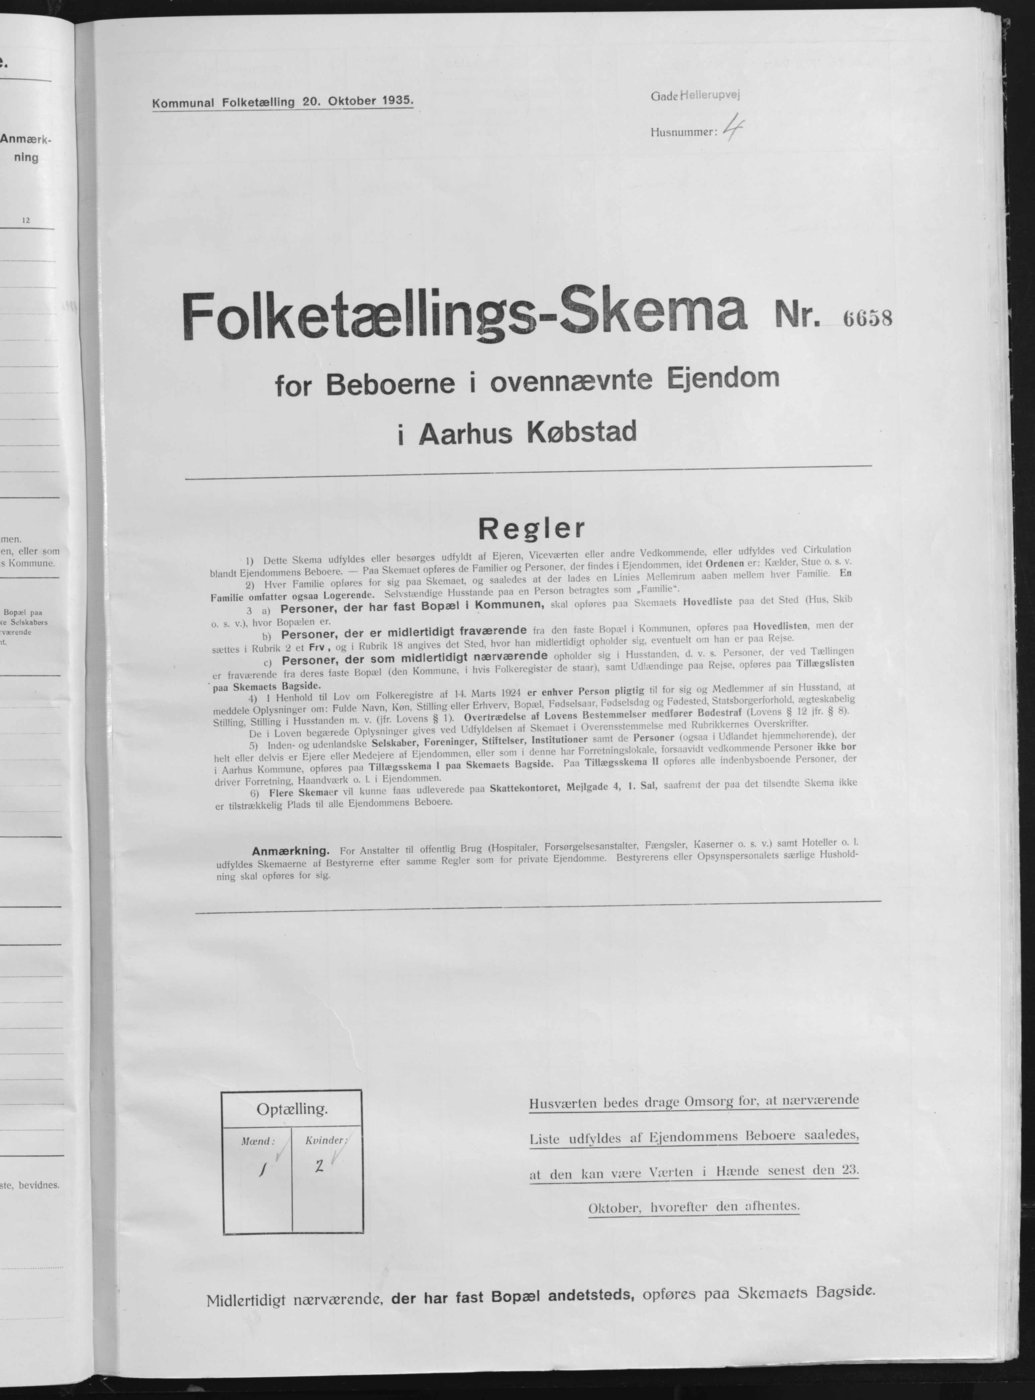 e.
Anmærk-
ning
12
men.
en, eller som
s Kommune.
Bopæl paa
ke Selskabers
rværende
nt.
ste, bevidnes.
Kommunal Folketælling 20. Oktober 1935.
Gade Hellerupvej
Husnummer: 4
Folketællings-Skema Nr. 6658
for Beboerne i ovennævnte Ejendom
i Aarhus Købstad
Regler
1) Dette Skema udfyldes eller besørges udfyldt af Ejeren, Viceværten eller andre Vedkommende, eller udfyldes ved Cirkulation
blandt Ejendommens Beboere. — Paa Skemaet opføres de Familier og Personer, der findes i Ejendommen, idet Ordenen er: Kælder, Stue o. s. v.
2) Hver Familie opføres for sig paa Skemaet, og saaledes at der lades en Linies Mellemrum aaben mellem hver Familie. En
Familie omfatter ogsaa Logerende. Selvstændige Husstande paa en Person betragtes som „Familie“.
3 a) Personer, der har fast Bopæl i Kommunen, skal opføres paa Skemaets Hovedliste paa det Sted (Hus, Skib
o. s. v.), hvor Bopælen er.
b) Personer, der er midlertidigt fraværende fra den faste Bopæl i Kommunen, opføres paa Hovedlisten, men der
sættes i Rubrik 2 et Frv, og i Rubrik 18 angives det Sted, hvor han midlertidigt opholder sig, eventuelt om han er paa Rejse.
c) Personer, der som midlertidigt nærværende opholder sig i Husstanden, d. v. s. Personer, der ved Tællingen
er fraværende fra deres faste Bopæl (den Kommune, i hvis Folkeregister de staar), samt Udlændinge paa Rejse, opføres paa Tillægslisten
paa Skemaets Bagside.
4) I Henhold til Lov om Folkeregistre af 14. Marts 1924 er enhver Person pligtig til for sig og Medlemmer af sin Husstand, at
meddele Oplysninger om: Fulde Navn, Køn, Stilling eller Erhverv, Bopæl, Fødselsaar, Fødselsdag og Fødested, Statsborgerforhold, ægteskabelig
Stilling, Stilling i Husstanden m. v. (jfr. Lovens § 1). Overtrædelse af Lovens Bestemmelser medfører Bødestraf (Lovens § 12 jfr. § 8).
De i Loven begærede Oplysninger gives ved Udfyldelsen af Skemaet i Overensstemmelse med Rubrikkernes Overskrifter.
5) Inden- og udenlandske Selskaber, Foreninger, Stiftelser, Institutioner samt de Personer (ogsaa i Udlandet hjemmehørende), der
helt eller delvis er Ejere eller Medejere af Ejendommen, eller som i denne har Forretningslokale, forsaavidt vedkommende Personer ikke bor
i Aarhus Kommune, opføres paa Tillægsskema I paa Skemaets Bagside. Paa Tillægsskema II opføres alle indenbysboende Personer, der
driver Forretning, Haandværk o. l. i Ejendommen.
6) Flere Skemaer vil kunne faas udleverede paa Skattekontoret, Mejlgade 4, 1. Sal, saafremt der paa det tilsendte Skema ikke
er tilstrækkelig Plads til alle Ejendommens Beboere.
Anmærkning. For Anstalter til offentlig Brug (Hospitaler, Forsørgelsesanstalter, Fængsler, Kaserner o. s. v.) samt Hoteller o. l.
udfyldes Skemaerne af Bestyrerne efter samme Regler som for private Ejendomme. Bestyrerens eller Opsynspersonalets særlige Hushold-
ning skal opføres for sig.
Optælling.
Mænd: Kvinder:
1 2
Husværten bedes drage Omsorg for, at nærværende
Liste udfyldes af Ejendommens Beboere saaledes,
at den kan være Værten i Hænde senest den 23.
Oktober, hvorefter den afhentes.
Midlertidigt nærværende, der har fast Bopæl andetsteds, opføres paa Skemaets Bagside.